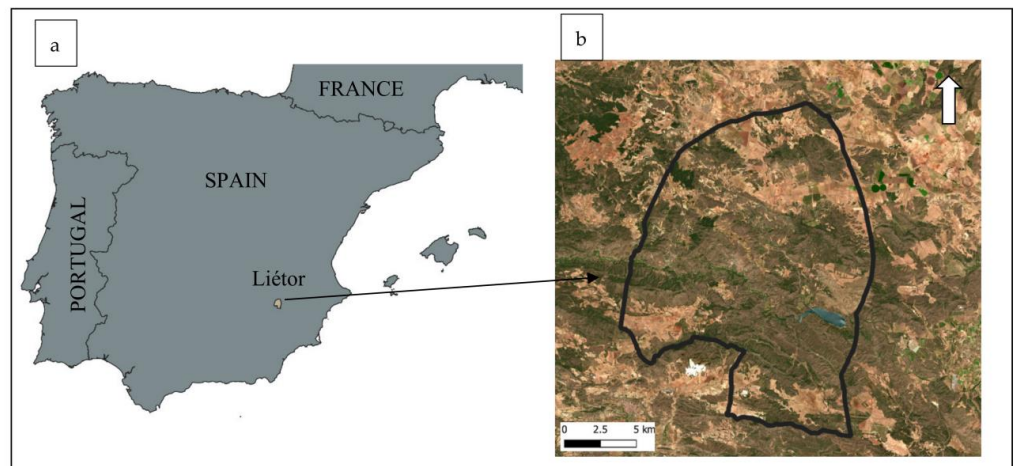 a
FRANCE
SPAIN
PORTUGAL
Liétor
b
0 2.5 5 km